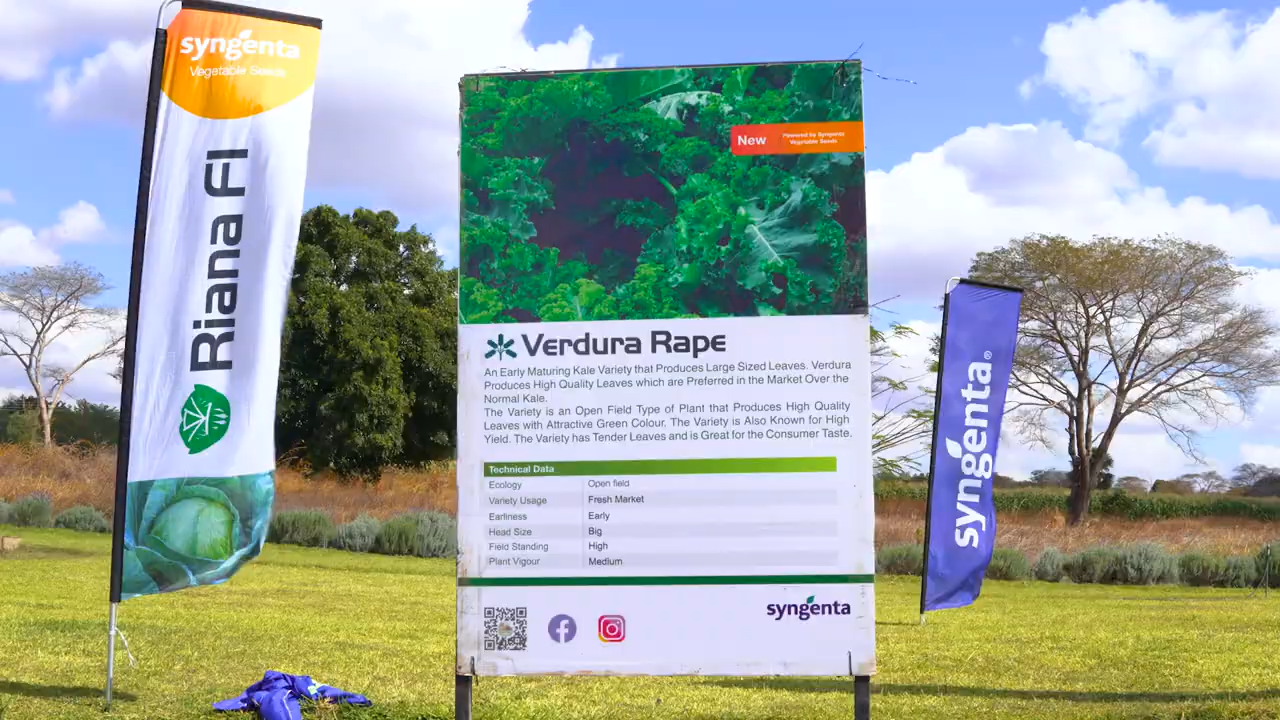 syngenta
Vegetable Seeds
Riana F1
New
Powered by Syngenta
Vegetable Seeds
Verdura Rape
An Early Maturing Kale Variety that Produces Large Sized Leaves. Verdura
Produces High Quality Leaves which are Preferred in the Market Over the
Normal Kale.
The Variety is an Open Field Type of Plant that Produces High Quality
Leaves with Attractive Green Colour. The Variety is Also Known for High
Yield. The Variety has Tender Leaves and is Great for the Consumer Taste.
Technical Data
Ecology Open field
Variety Usage Fresh Market
Earliness Early
Head Size Big
Field Standing High
Plant Vigour Medium
syngenta
syngenta®